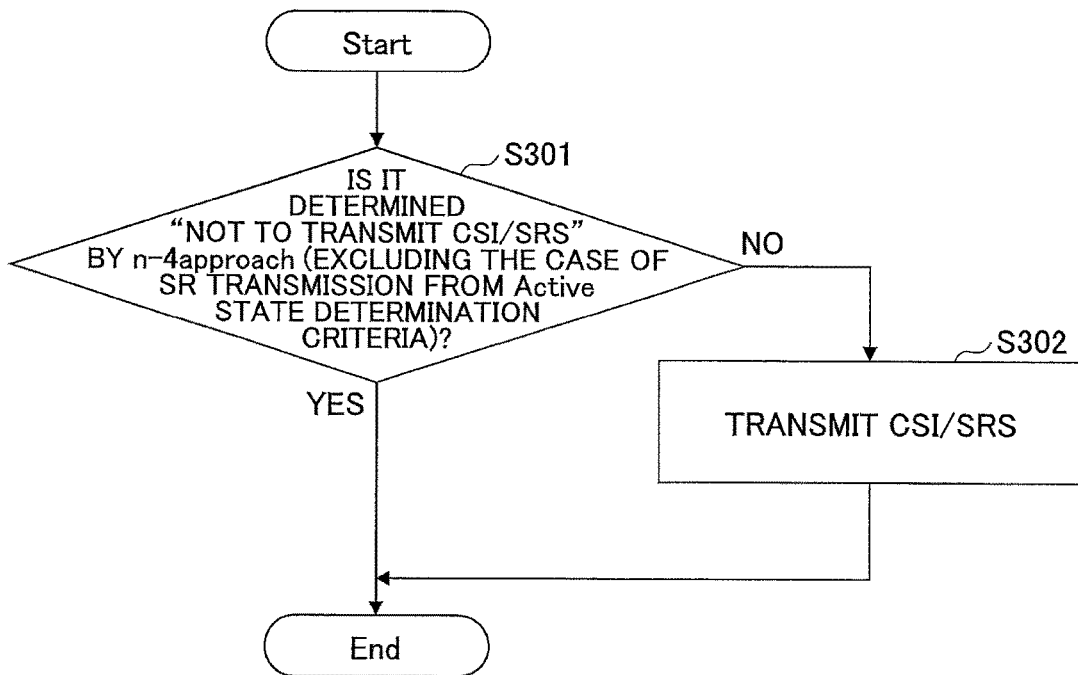 Start
S301
IS IT
DETERMINED
“NOT TO TRANSMIT CSI/SRS”
BY n-4approach (EXCLUDING THE CASE OF
SR TRANSMISSION FROM Active
STATE DETERMINATION
CRITERIA)?
NO
S302
YES
TRANSMIT CSI/SRS
End